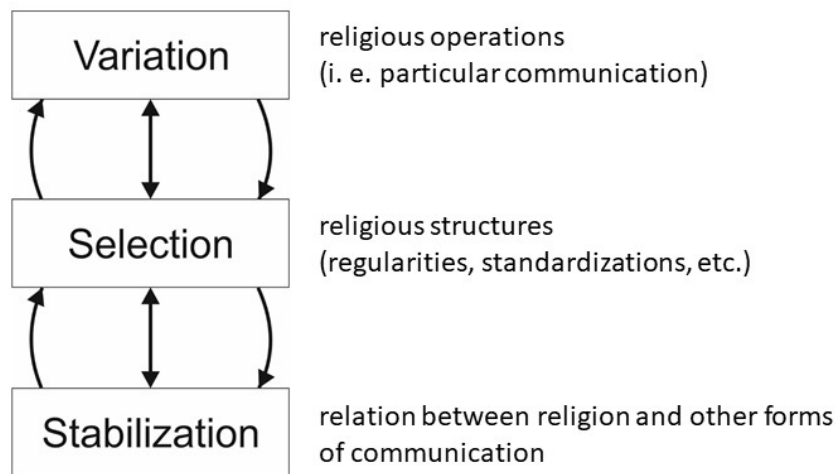 Variation
religious operations
(i. e. particular communication)
Selection
religious structures
(regularities, standardizations, etc.)
Stabilization
relation between religion and other forms
of communication